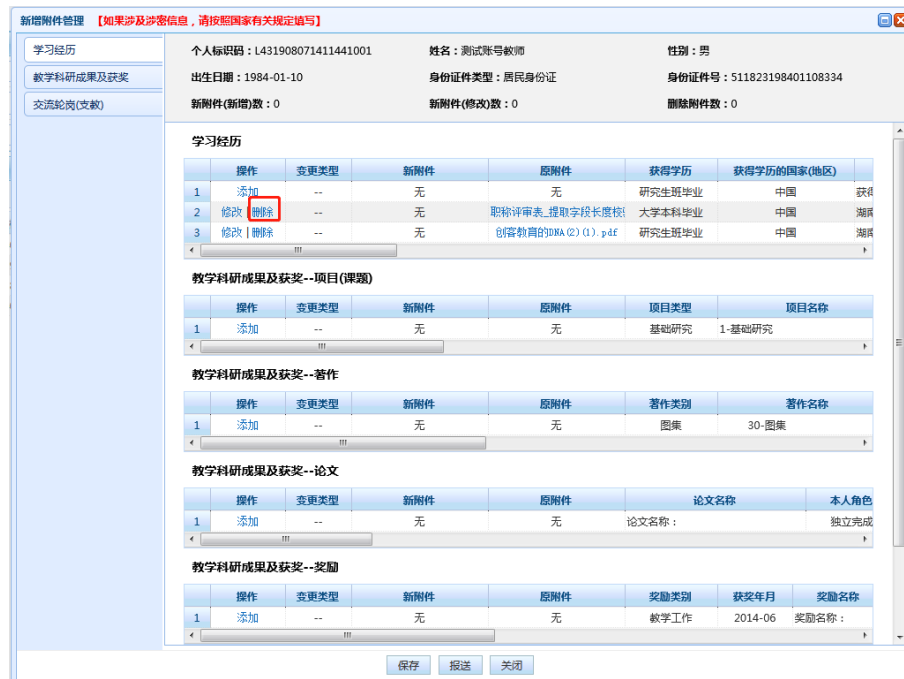 新增附件管理 【如果涉及涉密信息，请按照国家有关规定填写】
学习经历
教学科研成果及获奖
交流轮岗(支教)
个人标识码：L431908071411441001 姓名：测试账号教师 性别：男
出生日期：1984-01-10 身份证件类型：居民身份证 身份证件号：511823198401108334
新附件(新增)数：0 新附件(修改)数：0 删除附件数：0
学习经历
操作 变更类型 新附件 原附件 获得学历 获得学历的国家(地区)
1 添加 -- 无 无 研究生班毕业 中国 获得
2 修改 | 删除 -- 无 职称评审表_提取字段长度校验 大学本科毕业 中国 湖南
3 修改 | 删除 -- 无 创客教育的DNA(2)(1).pdf 研究生班毕业 中国 湖南
教学科研成果及获奖--项目(课题)
操作 变更类型 新附件 原附件 项目类型 项目名称
1 添加 -- 无 无 基础研究 1-基础研究
教学科研成果及获奖--著作
操作 变更类型 新附件 原附件 著作类别 著作名称
1 添加 -- 无 无 图集 30-图集
教学科研成果及获奖--论文
操作 变更类型 新附件 原附件 论文名称 本人角色
1 添加 -- 无 无 论文名称： 独立完成
教学科研成果及获奖--奖励
操作 变更类型 新附件 原附件 奖励类别 获奖年月 奖励名称
1 添加 -- 无 无 教学工作 2014-06 奖励名称：
保存 报送 关闭